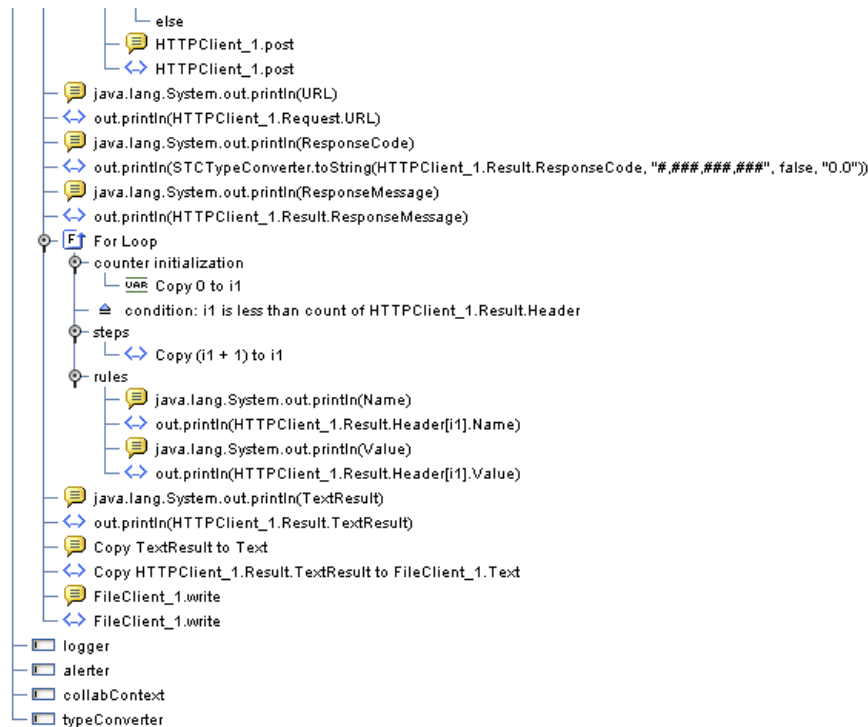 else
HTTPClient_1.post
HTTPClient_1.post
java.lang.System.out.println(URL)
out.println(HTTPClient_1.Request.URL)
java.lang.System.out.println(ResponseCode)
out.println(STCTypeConverter.toString(HTTPClient_1.Result.ResponseCode, "#,###,###,###", false, "0.0"))
java.lang.System.out.println(ResponseMessage)
out.println(HTTPClient_1.Result.ResponseMessage)
F For Loop
counter initialization
VAR Copy 0 to i1
condition: i1 is less than count of HTTPClient_1.Result.Header
steps
Copy (i1 + 1) to i1
rules
java.lang.System.out.println(Name)
out.println(HTTPClient_1.Result.Header[i1].Name)
java.lang.System.out.println(Value)
out.println(HTTPClient_1.Result.Header[i1].Value)
java.lang.System.out.println(TextResult)
out.println(HTTPClient_1.Result.TextResult)
Copy TextResult to Text
Copy HTTPClient_1.Result.TextResult to FileClient_1.Text
FileClient_1.write
FileClient_1.write
logger
alerter
collabContext
typeConverter